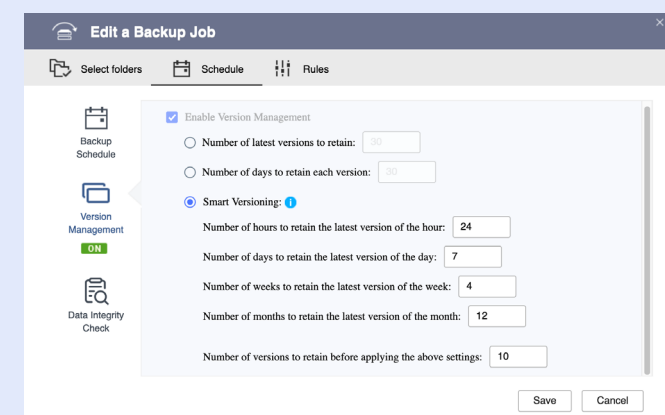 Edit a Backup Job
Select folders
Schedule
Rules
Backup
Schedule
Version
Management
ON
Data Integrity
Check
Enable Version Management
Number of latest versions to retain: 30
Number of days to retain each version: 30
Smart Versioning: i
Number of hours to retain the latest version of the hour: 24
Number of days to retain the latest version of the day: 7
Number of weeks to retain the latest version of the week: 4
Number of months to retain the latest version of the month: 12
Number of versions to retain before applying the above settings: 10
Save
Cancel